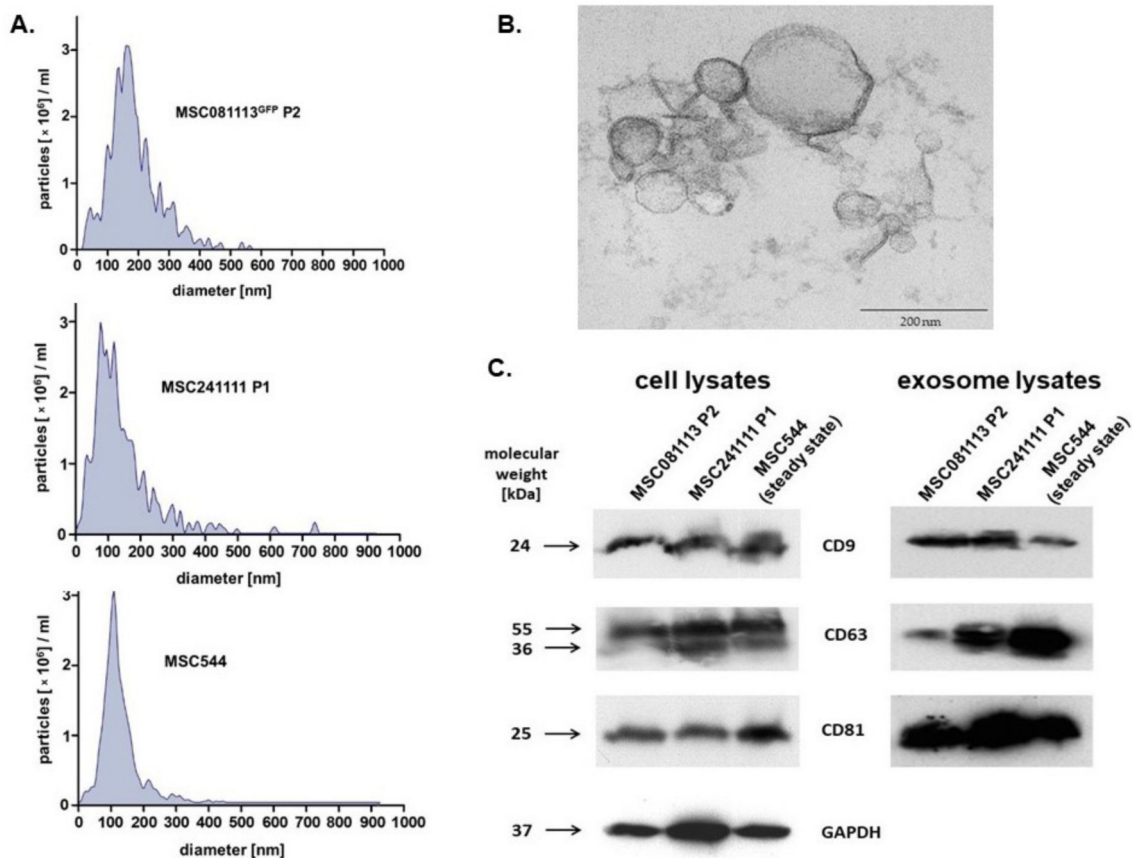 A.
particles [ × 10⁶] / ml
3
2
1
0
MSC081113ᴳᶠᴾ P2
0 100 200 300 400 500 600 700 800 900 1000
diameter [nm]
particles [ × 10⁶] / ml
3
2
1
0
MSC241111 P1
0 100 200 300 400 500 600 700 800 900 1000
diameter [nm]
particles [ × 10⁶] / ml
3
2
1
0
MSC544
0 100 200 300 400 500 600 700 800 900 1000
diameter [nm]
B.
200 nm
C.
cell lysates
exosome lysates
molecular
weight
[kDa]
MSC081113 P2
MSC241111 P1
MSC544
(steady state)
MSC081113 P2
MSC241111 P1
MSC544
(steady state)
24 → CD9
55 →
36 →
CD63
25 → CD81
37 → GAPDH